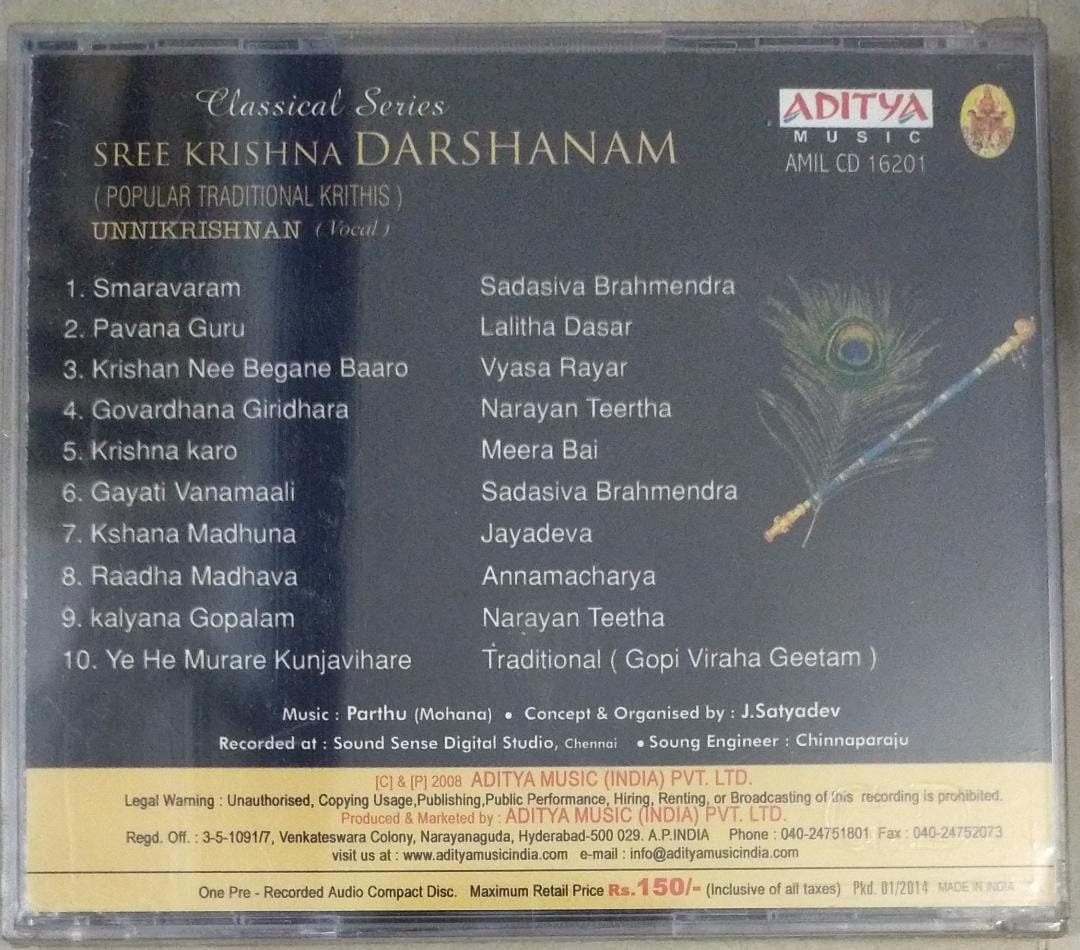 Classical Series
SREE KRISHNA DARSHANAM
( POPULAR TRADITIONAL KRITHIS )
UNNIKRISHNAN (Vocal)
ADITYA
MUSIC
AMIL CD 16201
1. Smaravaram Sadasiva Brahmendra
2. Pavana Guru Lalitha Dasar
3. Krishan Nee Begane Baaro Vyasa Rayar
4. Govardhana Giridhara Narayan Teertha
5. Krishna karo Meera Bai
6. Gayati Vanamaali Sadasiva Brahmendra
7. Kshana Madhuna Jayadeva
8. Raadha Madhava Annamacharya
9. kalyana Gopalam Narayan Teetha
10. Ye He Murare Kunjavihare Traditional ( Gopi Viraha Geetam )
Music : Parthu (Mohana) • Concept & Organised by : J.Satyadev
Recorded at : Sound Sense Digital Studio, Chennai • Soung Engineer : Chinnaparaju
[C] & [P] 2008 ADITYA MUSIC (INDIA) PVT. LTD.
Legal Warning : Unauthorised, Copying Usage,Publishing,Public Performance, Hiring, Renting, or Broadcasting of this recording is prohibited.
Produced & Marketed by : ADITYA MUSIC (INDIA) PVT. LTD.
Regd. Off. : 3-5-1091/7, Venkateswara Colony, Narayanaguda, Hyderabad-500 029. A.P.INDIA Phone : 040-24751801 Fax : 040-24752073
visit us at : www.adityamusicindia.com e-mail : info@adityamusicindia.com
One Pre - Recorded Audio Compact Disc. Maximum Retail Price Rs.150/- (Inclusive of all taxes) Pkd. 01/2014 MADE IN INDIA